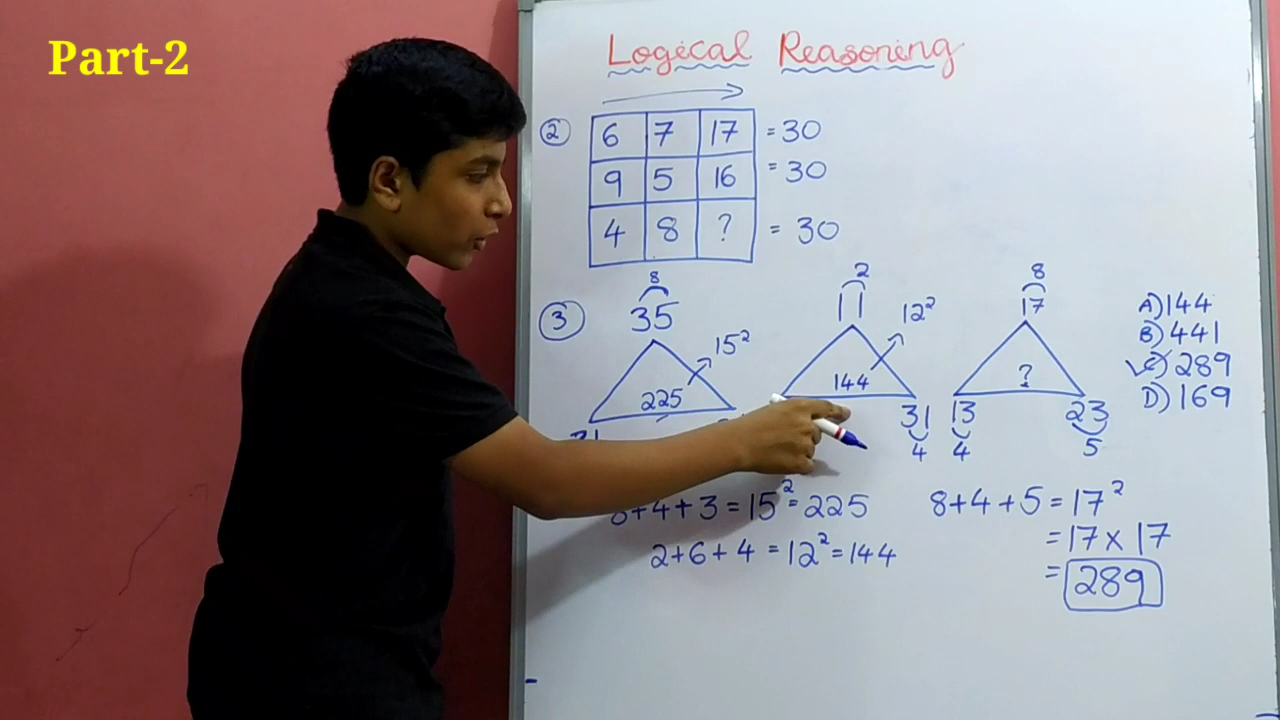 Part-2
Logical Reasoning
2 6 7 17 = 30
9 5 16 = 30
4 8 ? = 30
3
8
35
15²
225
2
11
12²
144
31
4
8
17
?
13
4
23
5
A) 144
B) 441
C) 289
D) 169
8+4+3 = 15² = 225
2+6+4 = 12² = 144
8+4+5 = 17²
= 17 x 17
= 289